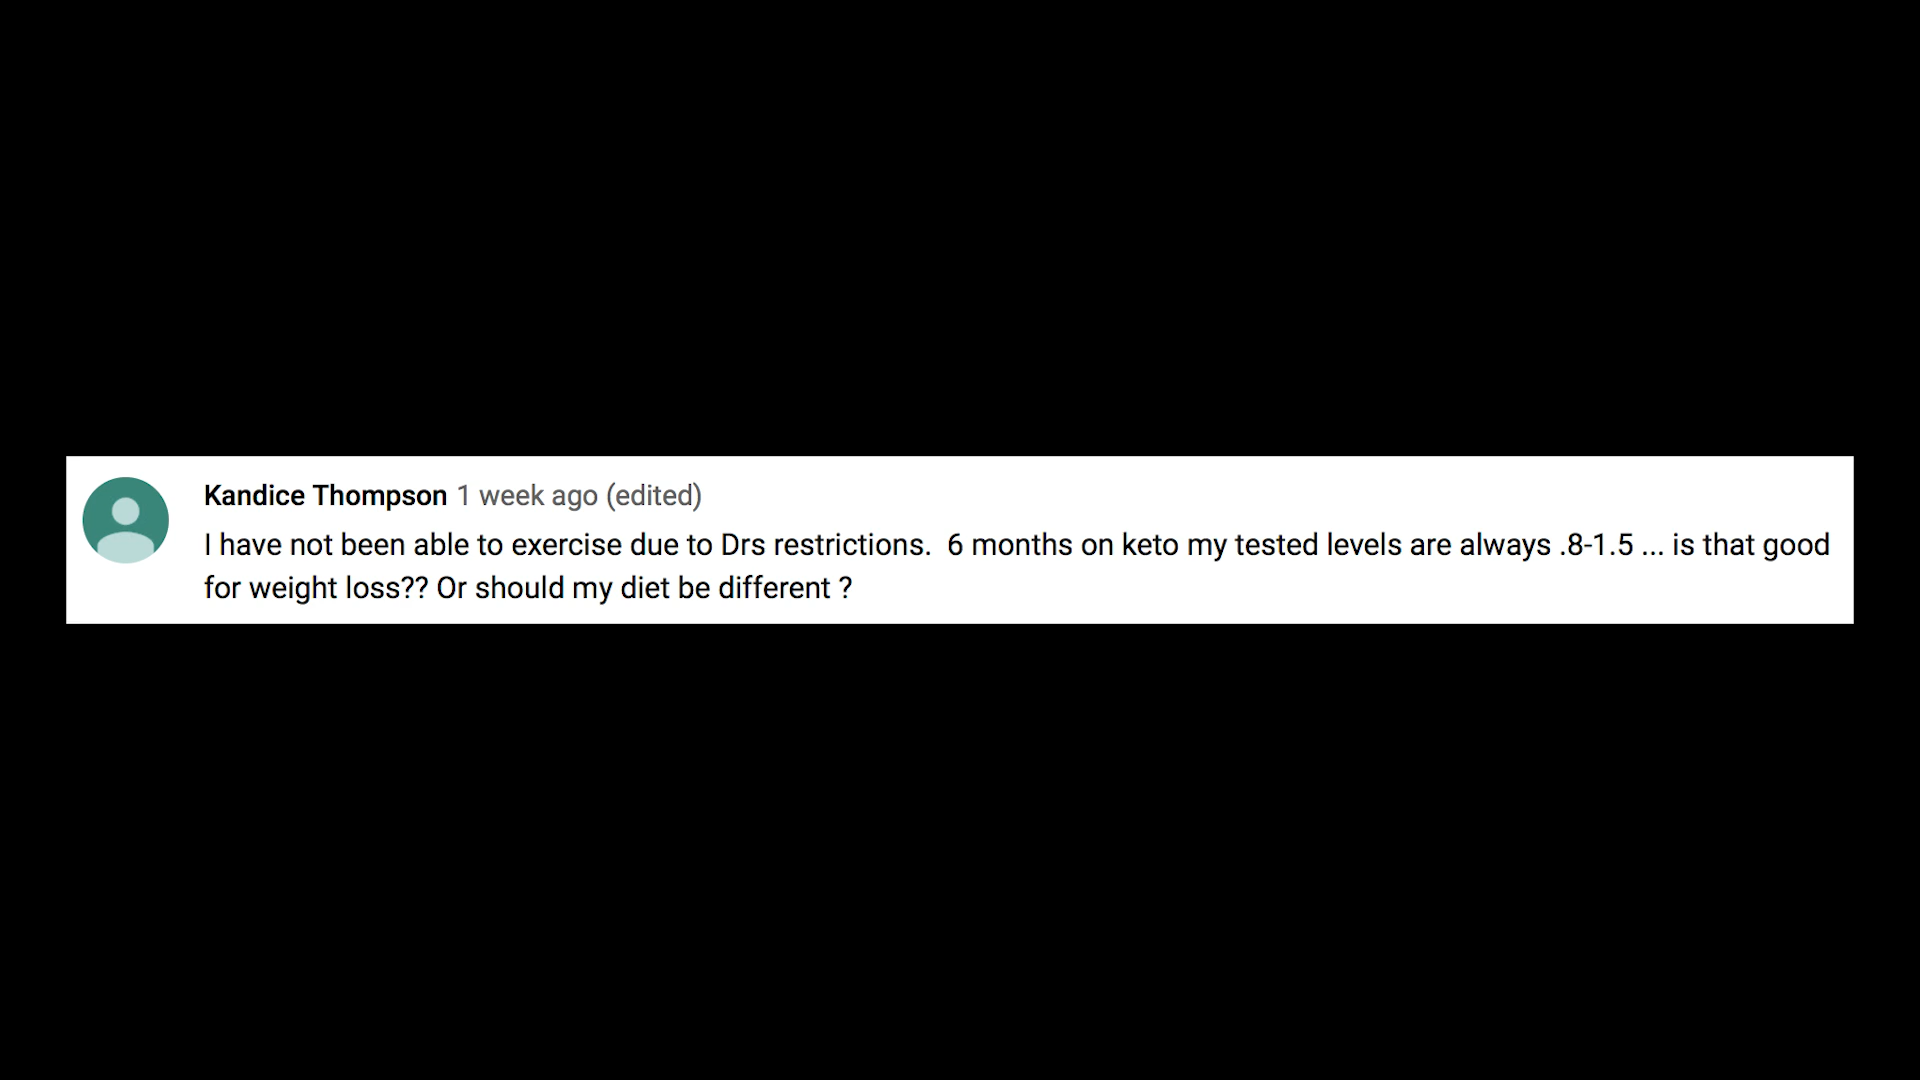 Kandice Thompson 1 week ago (edited)
I have not been able to exercise due to Drs restrictions.  6 months on keto my tested levels are always .8-1.5 ... is that good
for weight loss?? Or should my diet be different ?